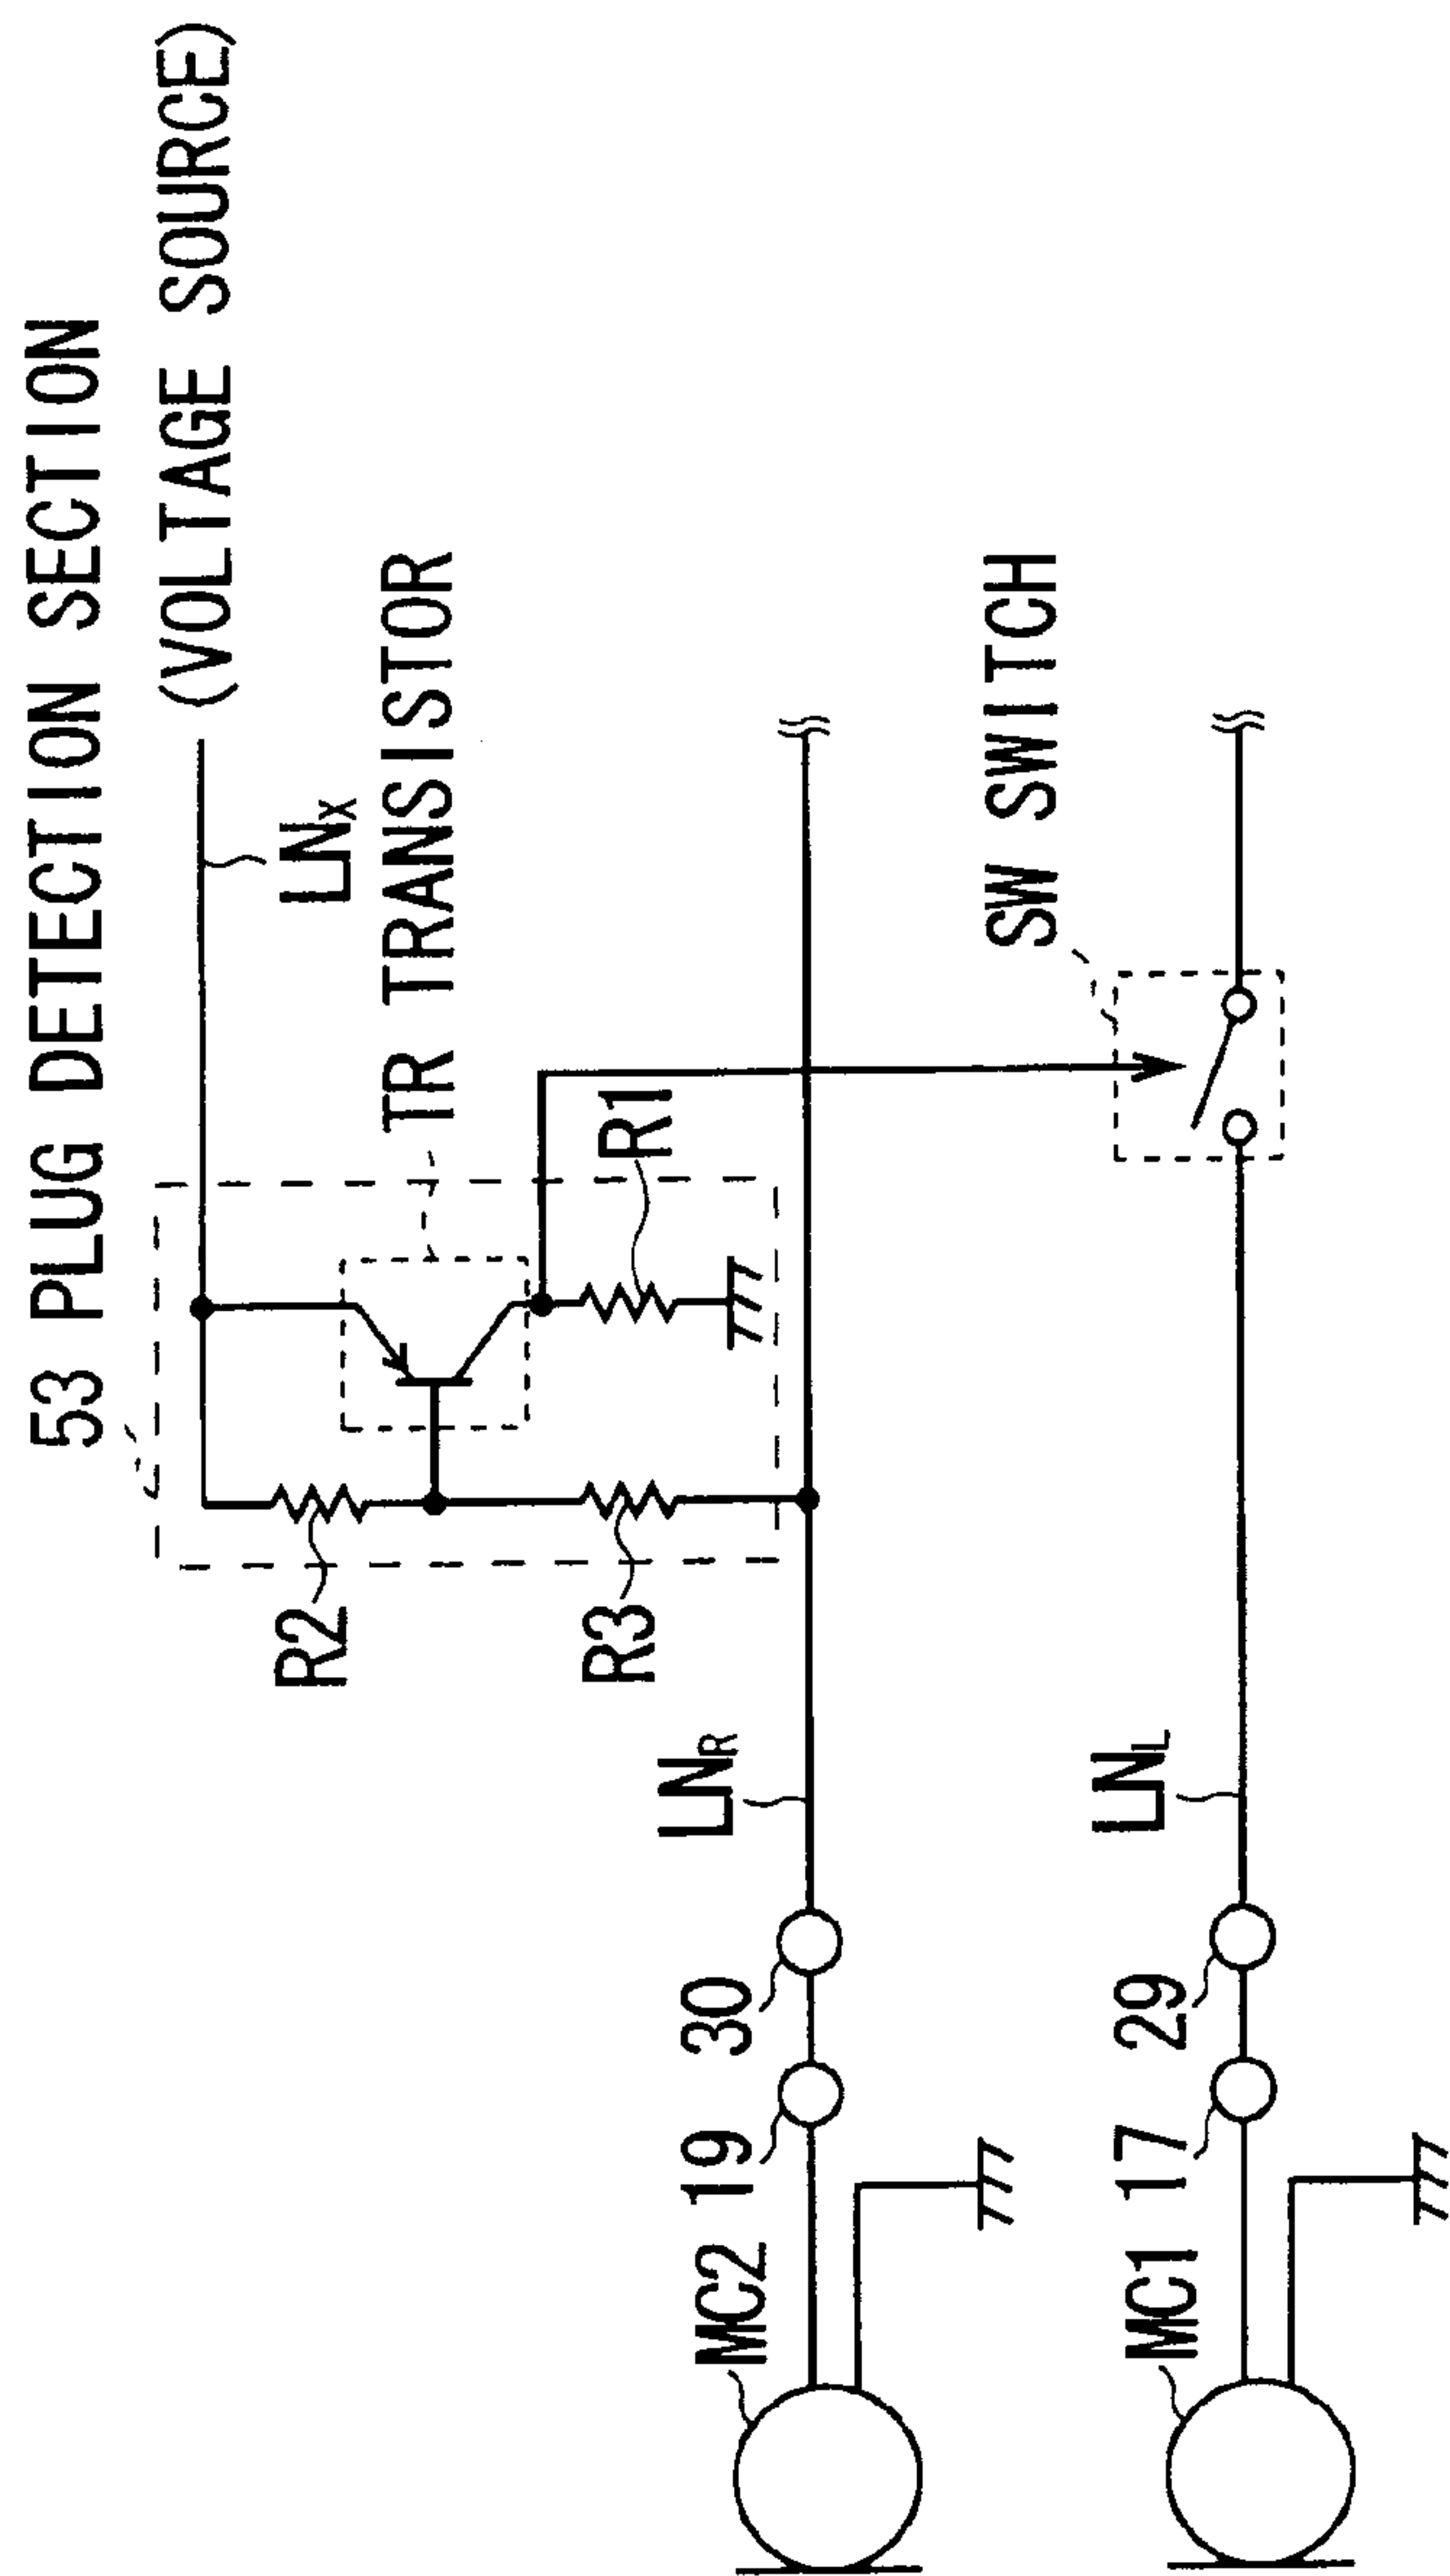 53 PLUG DETECTION SECTION
(VOLTAGE SOURCE)
LNX
TR TRANSISTOR
R2
R1
R3
LNR
MC2
19
30
SW SWITCH
LNL
MC1
17
29